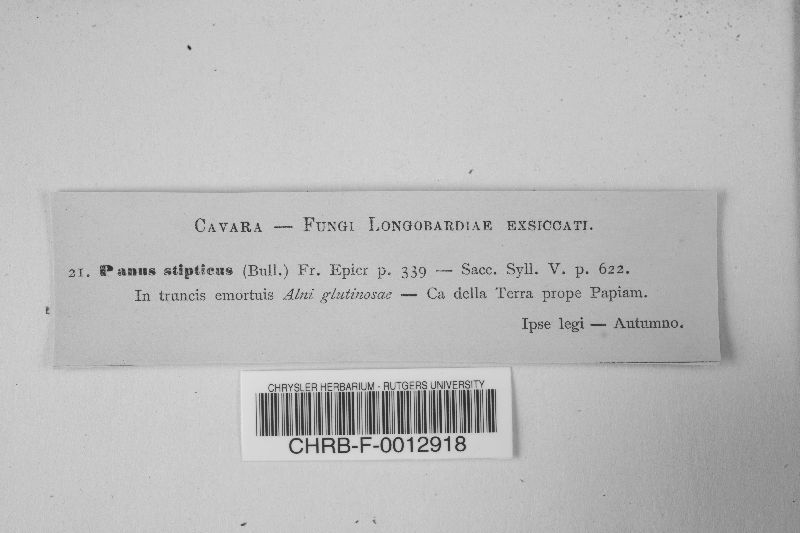 CAVARA — FUNGI LONGOBARDIAE EXSICCATI.
21. Panus stipticus (Bull.) Fr. Epicr p. 339 — Sacc. Syll. V. p. 622.
In truncis emortuis Alni glutinosae — Ca della Terra prope Papiam.
Ipse legi — Autumno.
CHRYSLER HERBARIUM - RUTGERS UNIVERSITY
CHRB-F-0012918